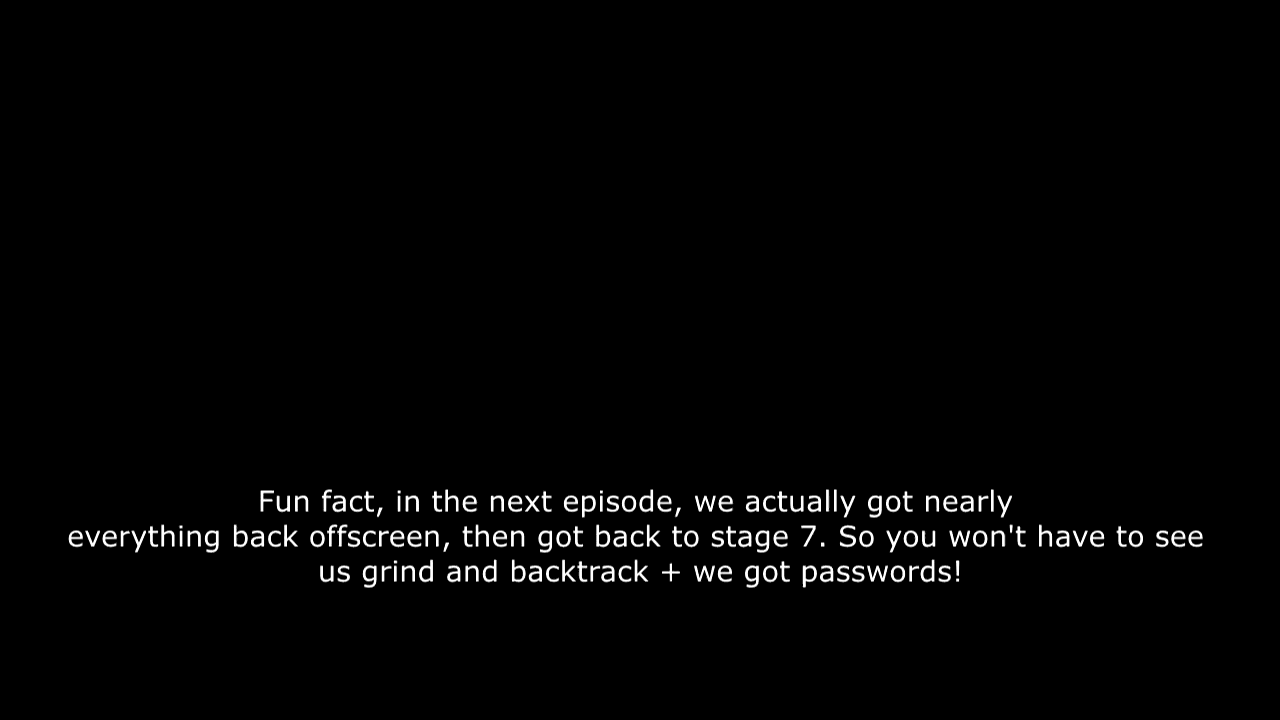 Fun fact, in the next episode, we actually got nearly
everything back offscreen, then got back to stage 7. So you won't have to see
us grind and backtrack + we got passwords!